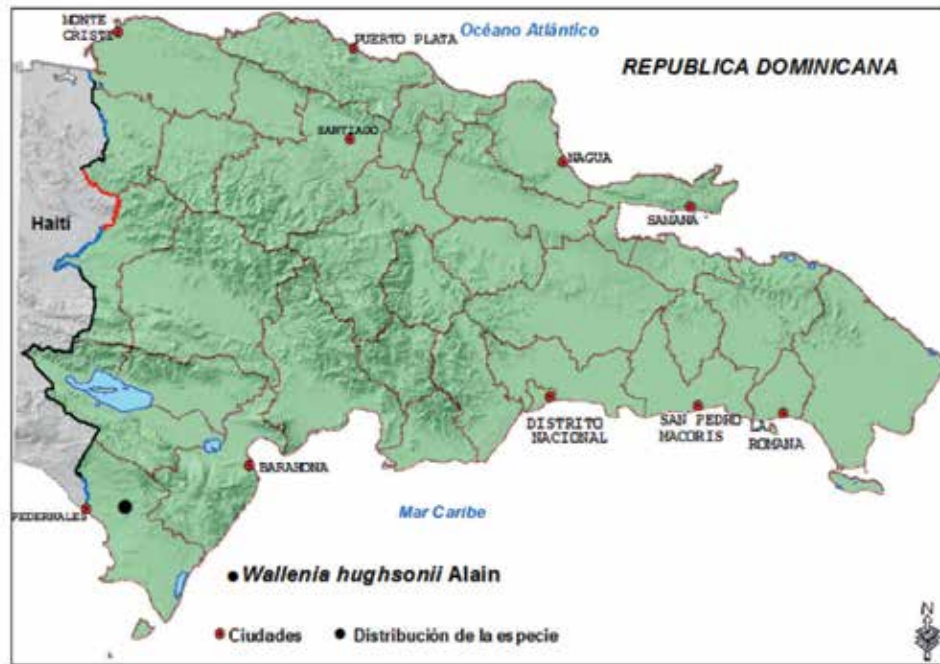 MONTE
CRISTI
Océano Atlántico
PUERTO PLATA
REPUBLICA DOMINICANA
SANTIAGO
NAGUA
SAMANA
Haití
DISTRITO
NACIONAL
SAN PEDRO
MACORIS
LA
ROMANA
BARAHONA
PEDERNALES
Mar Caribe
Wallenia hughsonii Alain
Ciudades
Distribución de la especie
N